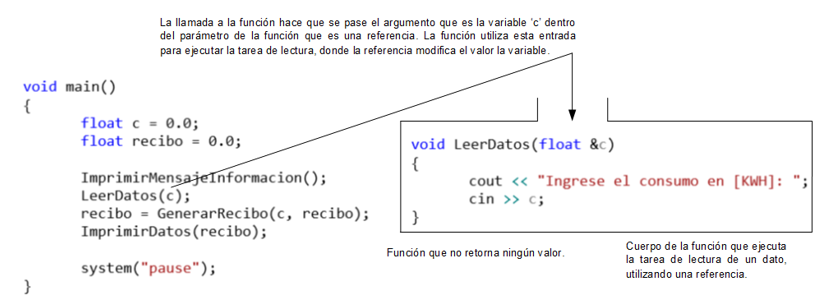 La llamada a la función hace que se pase el argumento que es la variable 'c' dentro
del parámetro de la función que es una referencia. La función utiliza esta entrada
para ejecutar la tarea de lectura, donde la referencia modifica el valor la variable.
void main()
{
float c = 0.0;
float recibo = 0.0;
ImprimirMensajeInformacion();
LeerDatos(c);
recibo = GenerarRecibo(c, recibo);
ImprimirDatos(recibo);
system("pause");
}
void LeerDatos(float &c)
{
cout << "Ingrese el consumo en [KWH]: ";
cin >> c;
}
Función que no retorna ningún valor.
Cuerpo de la función que ejecuta
la tarea de lectura de un dato,
utilizando una referencia.